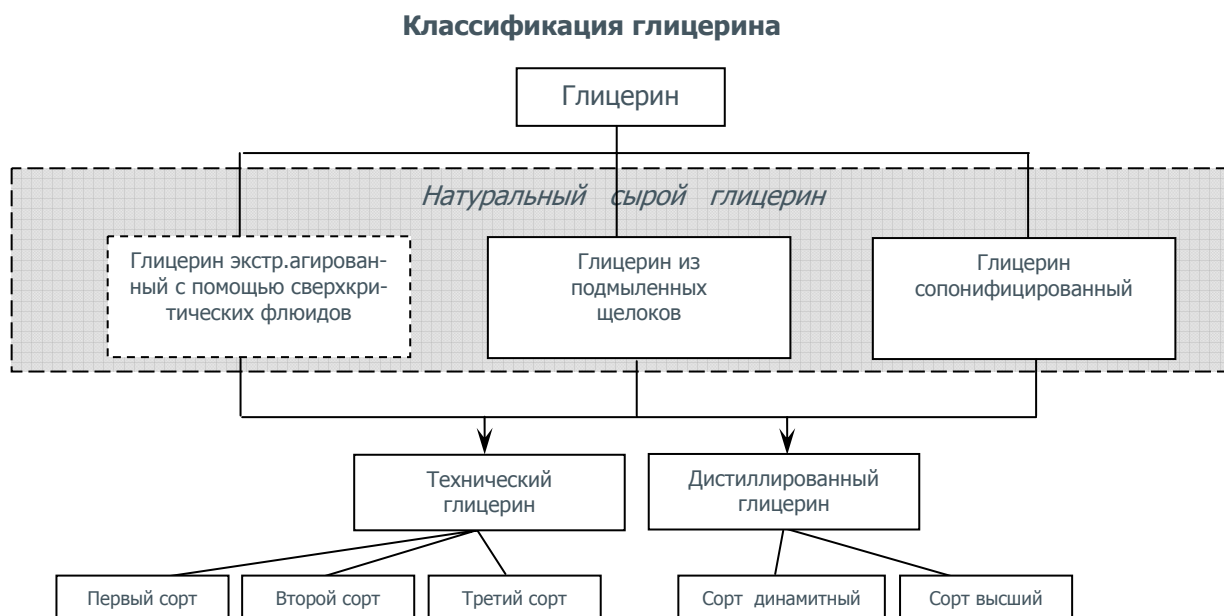 Классификация глицерина
Глицерин
Натуральный сырой глицерин
Глицерин экстр.агирован-
ный с помощью сверхкри-
тических флюидов
Глицерин из
подмыленных
щелоков
Глицерин
сопонифицированный
Технический
глицерин
Дистиллированный
глицерин
Первый сорт
Второй сорт
Третий сорт
Сорт динамитный
Сорт высший